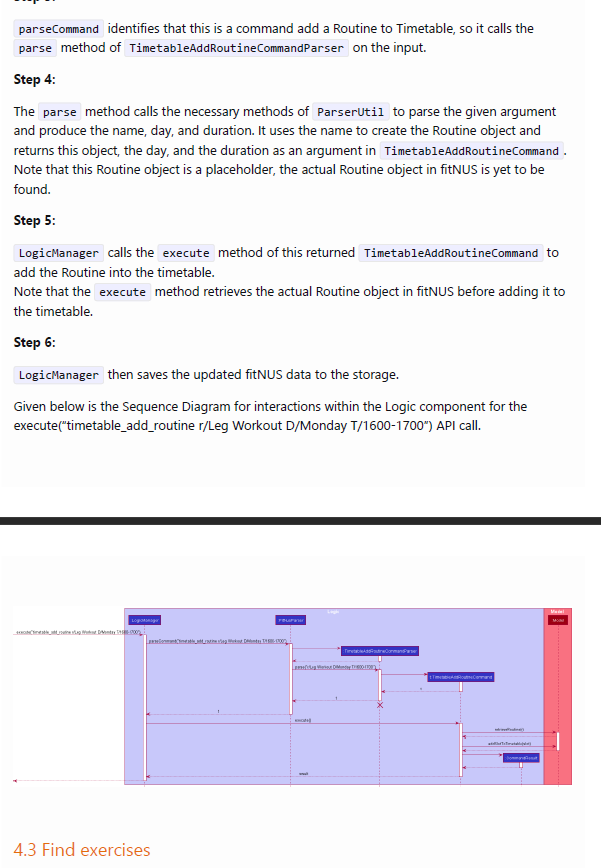 parseCommand identifies that this is a command add a Routine to Timetable, so it calls the
parse method of TimetableAddRoutineCommandParser on the input.
Step 4:
The parse method calls the necessary methods of ParserUtil to parse the given argument
and produce the name, day, and duration. It uses the name to create the Routine object and
returns this object, the day, and the duration as an argument in TimetableAddRoutineCommand .
Note that this Routine object is a placeholder, the actual Routine object in fitNUS is yet to be
found.
Step 5:
LogicManager calls the execute method of this returned TimetableAddRoutineCommand to
add the Routine into the timetable.
Note that the execute method retrieves the actual Routine object in fitNUS before adding it to
the timetable.
Step 6:
LogicManager then saves the updated fitNUS data to the storage.
Given below is the Sequence Diagram for interactions within the Logic component for the
execute("timetable_add_routine r/Leg Workout D/Monday T/1600-1700") API call.
Logic
Model
:LogicManager
:FitNusParser
:Model
execute("timetable_add_routine r/Leg Workout D/Monday T/1600-1700")
parseCommand("timetable_add_routine r/Leg Workout D/Monday T/1600-1700")
:TimetableAddRoutineCommandParser
parse("r/Leg Workout D/Monday T/1600-1700")
t:TimetableAddRoutineCommand
t
t
execute()
retrieveRoutine()
:CommandResult
result
4.3 Find exercises